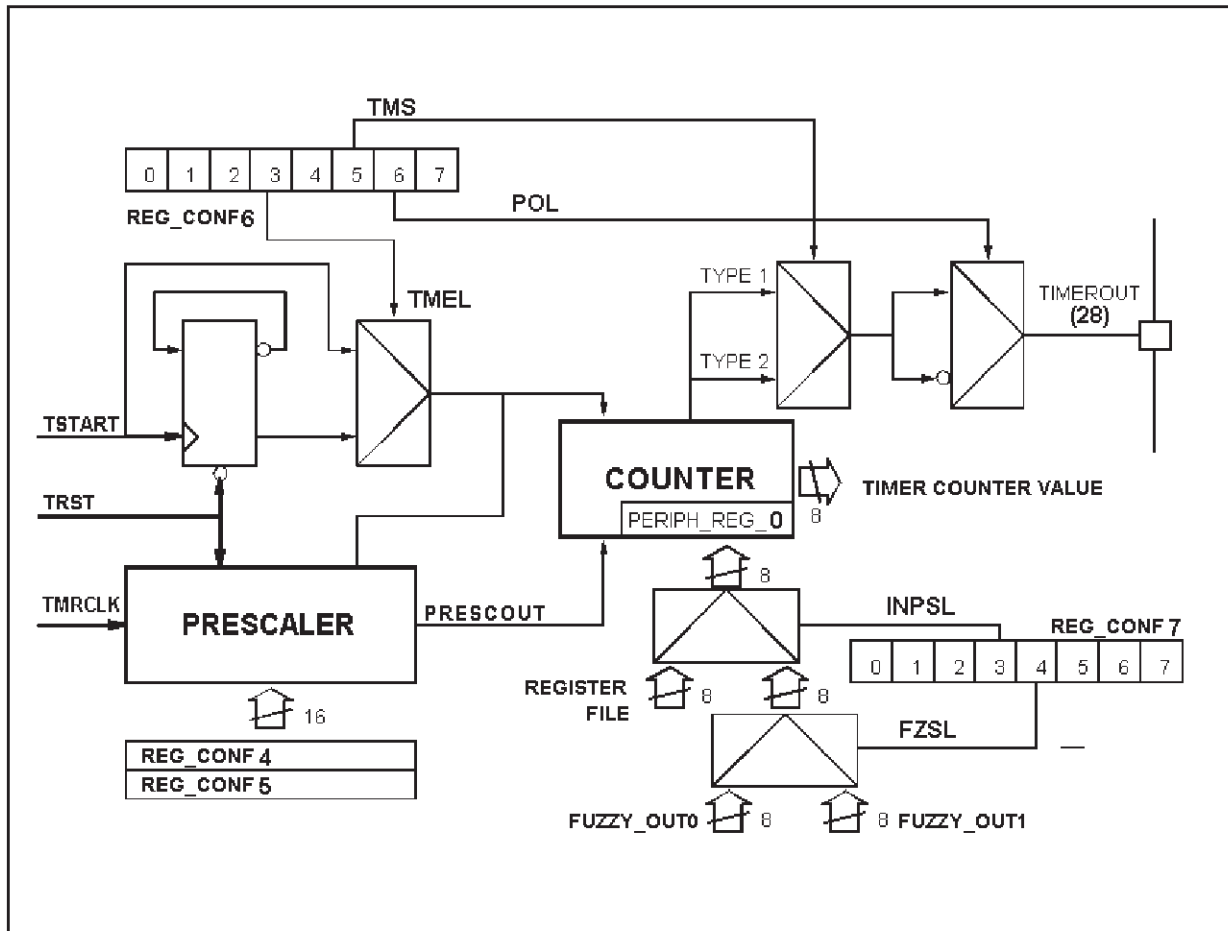 TMS
0 1 2 3 4 5 6 7
REG_CONF6
POL
TMEL
TYPE 1
TYPE 2
TIMEROUT
(28)
TSTART
TRST
TMRCLK
PRESCALER
PRESCOUT
COUNTER
PERIPH_REG_0
8
TIMER COUNTER VALUE
8
INPSL
REG_CONF 7
0 1 2 3 4 5 6 7
REGISTER
FILE
8
8
FZSL
16
REG_CONF 4
REG_CONF 5
FUZZY_OUT0
8
8
FUZZY_OUT1